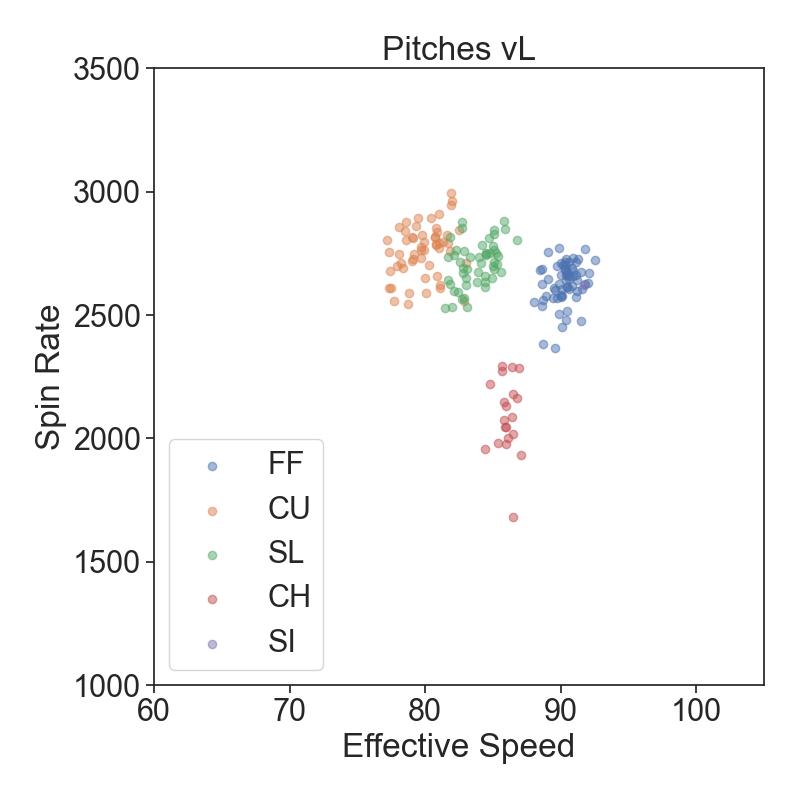 Pitches vL
3500
3000
2500
2000
1500
1000
Spin Rate
FF
CU
SL
CH
SI
60 70 80 90 100
Effective Speed